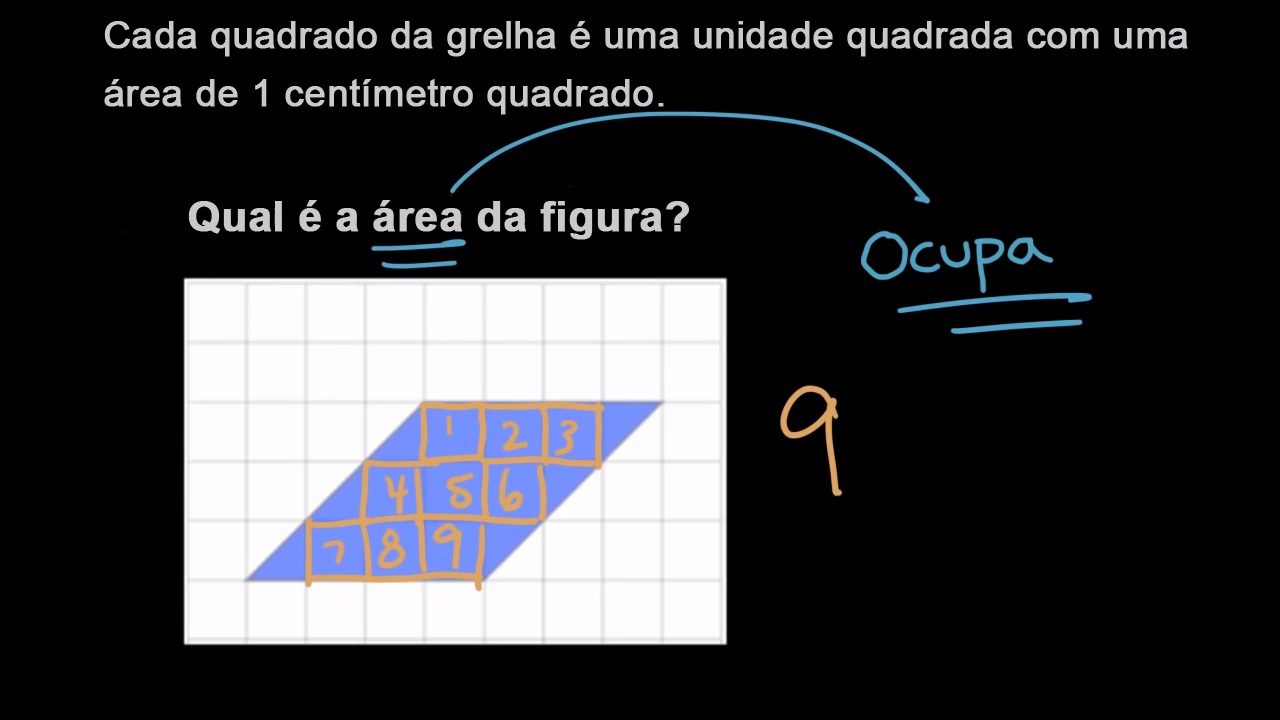 Cada quadrado da grelha é uma unidade quadrada com uma
área de 1 centímetro quadrado.
Qual é a área da figura?
Ocupa
9
1 2 3
4 5 6
7 8 9